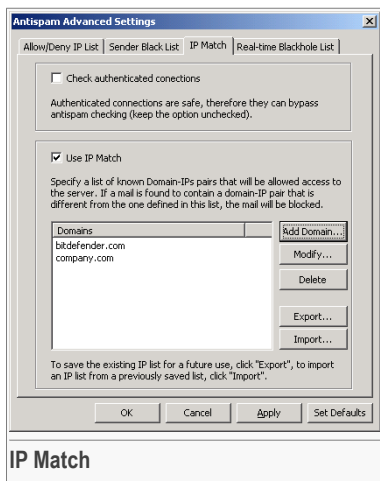 Antispam Advanced Settings
Allow/Deny IP List Sender Black List IP Match Real-time Blackhole List
Check authenticated conections
Authenticated connections are safe, therefore they can bypass
antispam checking (keep the option unchecked).
Use IP Match
Specify a list of known Domain-IPs pairs that will be allowed access to
the server. If a mail is found to contain a domain-IP pair that is
different from the one defined in this list, the mail will be blocked.
Domains
bitdefender.com
company.com
Add Domain...
Modify...
Delete
Export...
Import...
To save the existing IP list for a future use, click "Export", to import
an IP list from a previously saved list, click "Import".
OK Cancel Apply Set Defaults
IP Match